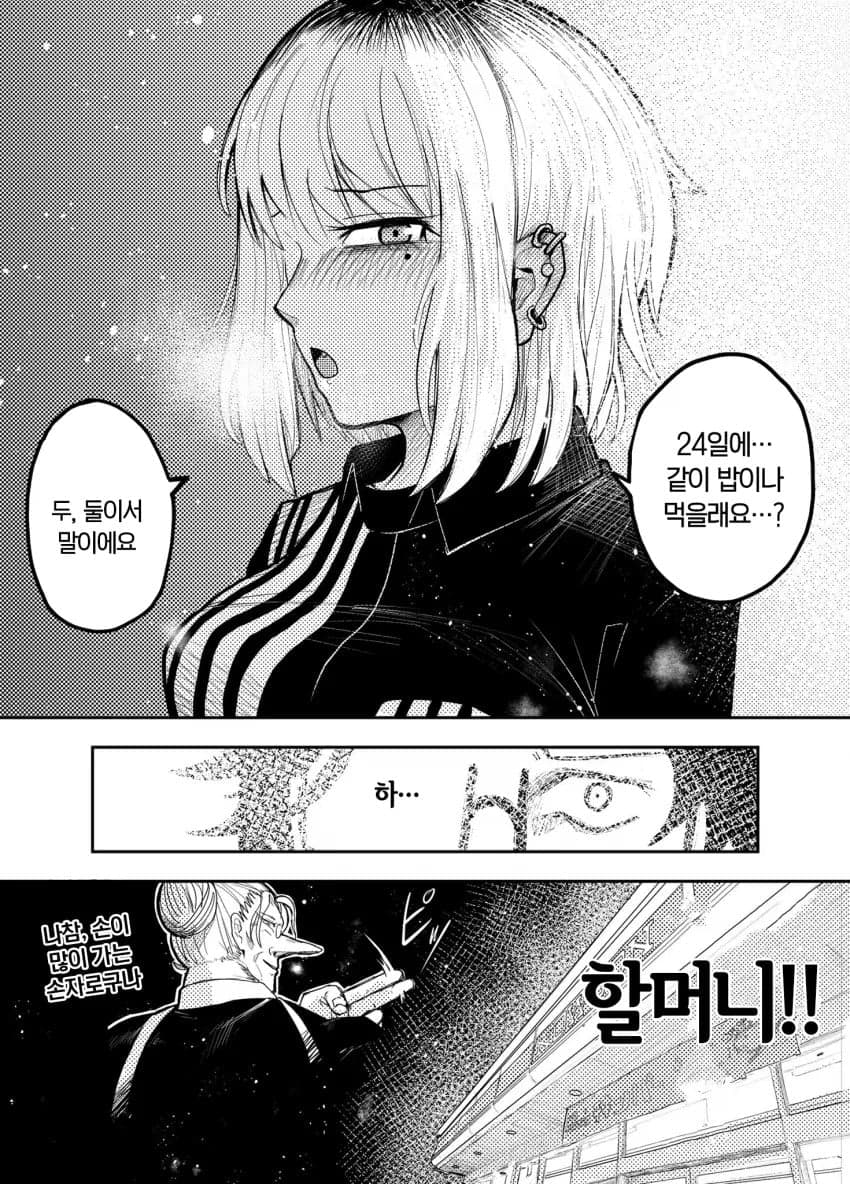 24일에…
같이 밥이나
먹을래요…?
두, 둘이서
말이에요
하…
할머니!!
나참, 손이
많이 가는
손자로구나
ピッ